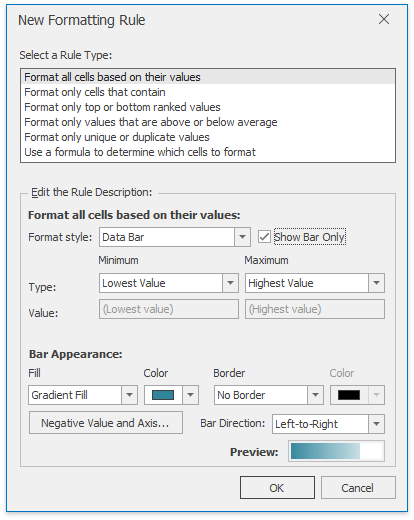 New Formatting Rule
Select a Rule Type:
Format all cells based on their values
Format only cells that contain
Format only top or bottom ranked values
Format only values that are above or below average
Format only unique or duplicate values
Use a formula to determine which cells to format
Edit the Rule Description:
Format all cells based on their values:
Format style: Data Bar Show Bar Only
Minimum Maximum
Type: Lowest Value Highest Value
Value: (Lowest value) (Highest value)
Bar Appearance:
Fill Color Border Color
Gradient Fill No Border
Negative Value and Axis... Bar Direction: Left-to-Right
Preview:
OK Cancel